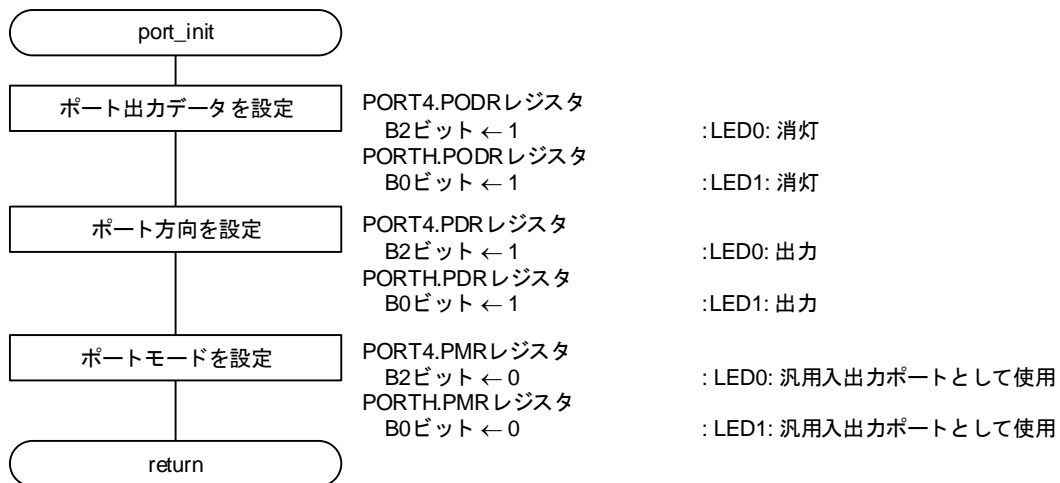 port_init
ポート出力データを設定
PORT4.PODRレジスタ
B2ビット ← 1 :LED0: 消灯
PORTH.PODRレジスタ
B0ビット ← 1 :LED1: 消灯
ポート方向を設定
PORT4.PDRレジスタ
B2ビット ← 1 :LED0: 出力
PORTH.PDRレジスタ
B0ビット ← 1 :LED1: 出力
ポートモードを設定
PORT4.PMRレジスタ
B2ビット ← 0 : LED0: 汎用入出力ポートとして使用
PORTH.PMRレジスタ
B0ビット ← 0 : LED1: 汎用入出力ポートとして使用
return